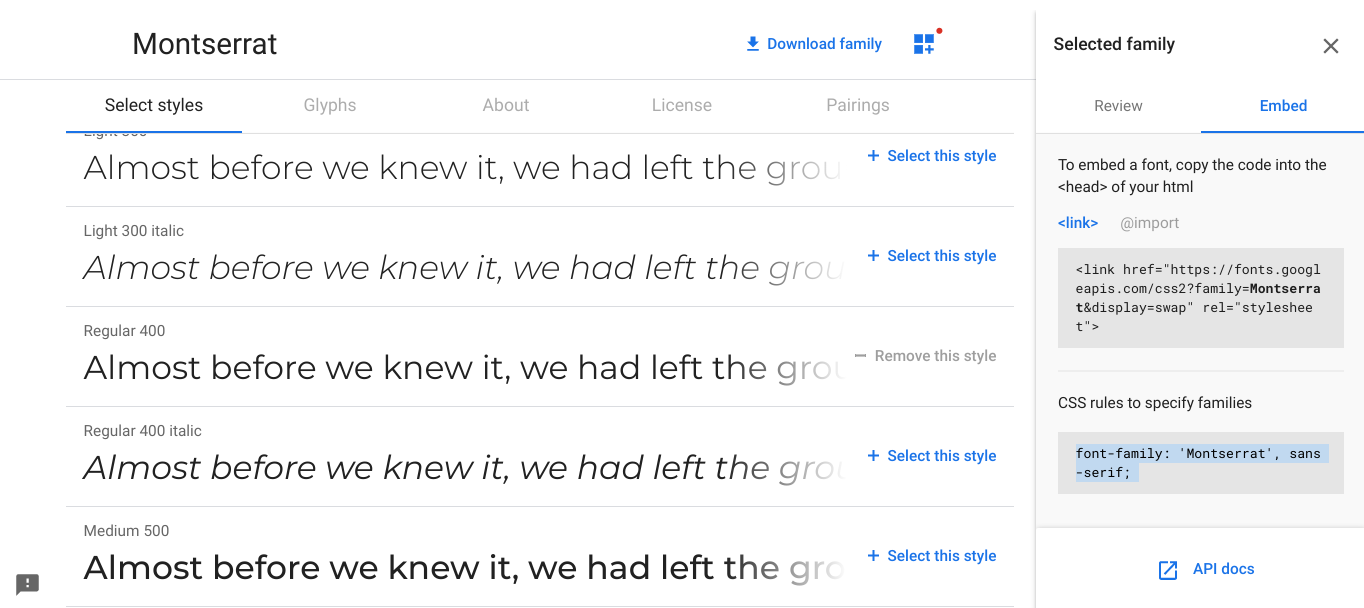 Montserrat
Download family
Select styles
Glyphs
About
License
Pairings
Light 300
Almost before we knew it, we had left the grou
+ Select this style
Light 300 italic
Almost before we knew it, we had left the grou
+ Select this style
Regular 400
Almost before we knew it, we had left the grou
— Remove this style
Regular 400 italic
Almost before we knew it, we had left the grou
+ Select this style
Medium 500
Almost before we knew it, we had left the gro
+ Select this style
Selected family
Review
Embed
To embed a font, copy the code into the
<head> of your html
<link>
@import
<link href="https://fonts.googl
eapis.com/css2?family=Montserra
t&display=swap" rel="styleshee
t">
CSS rules to specify families
font-family: 'Montserrat', sans
-serif;
API docs